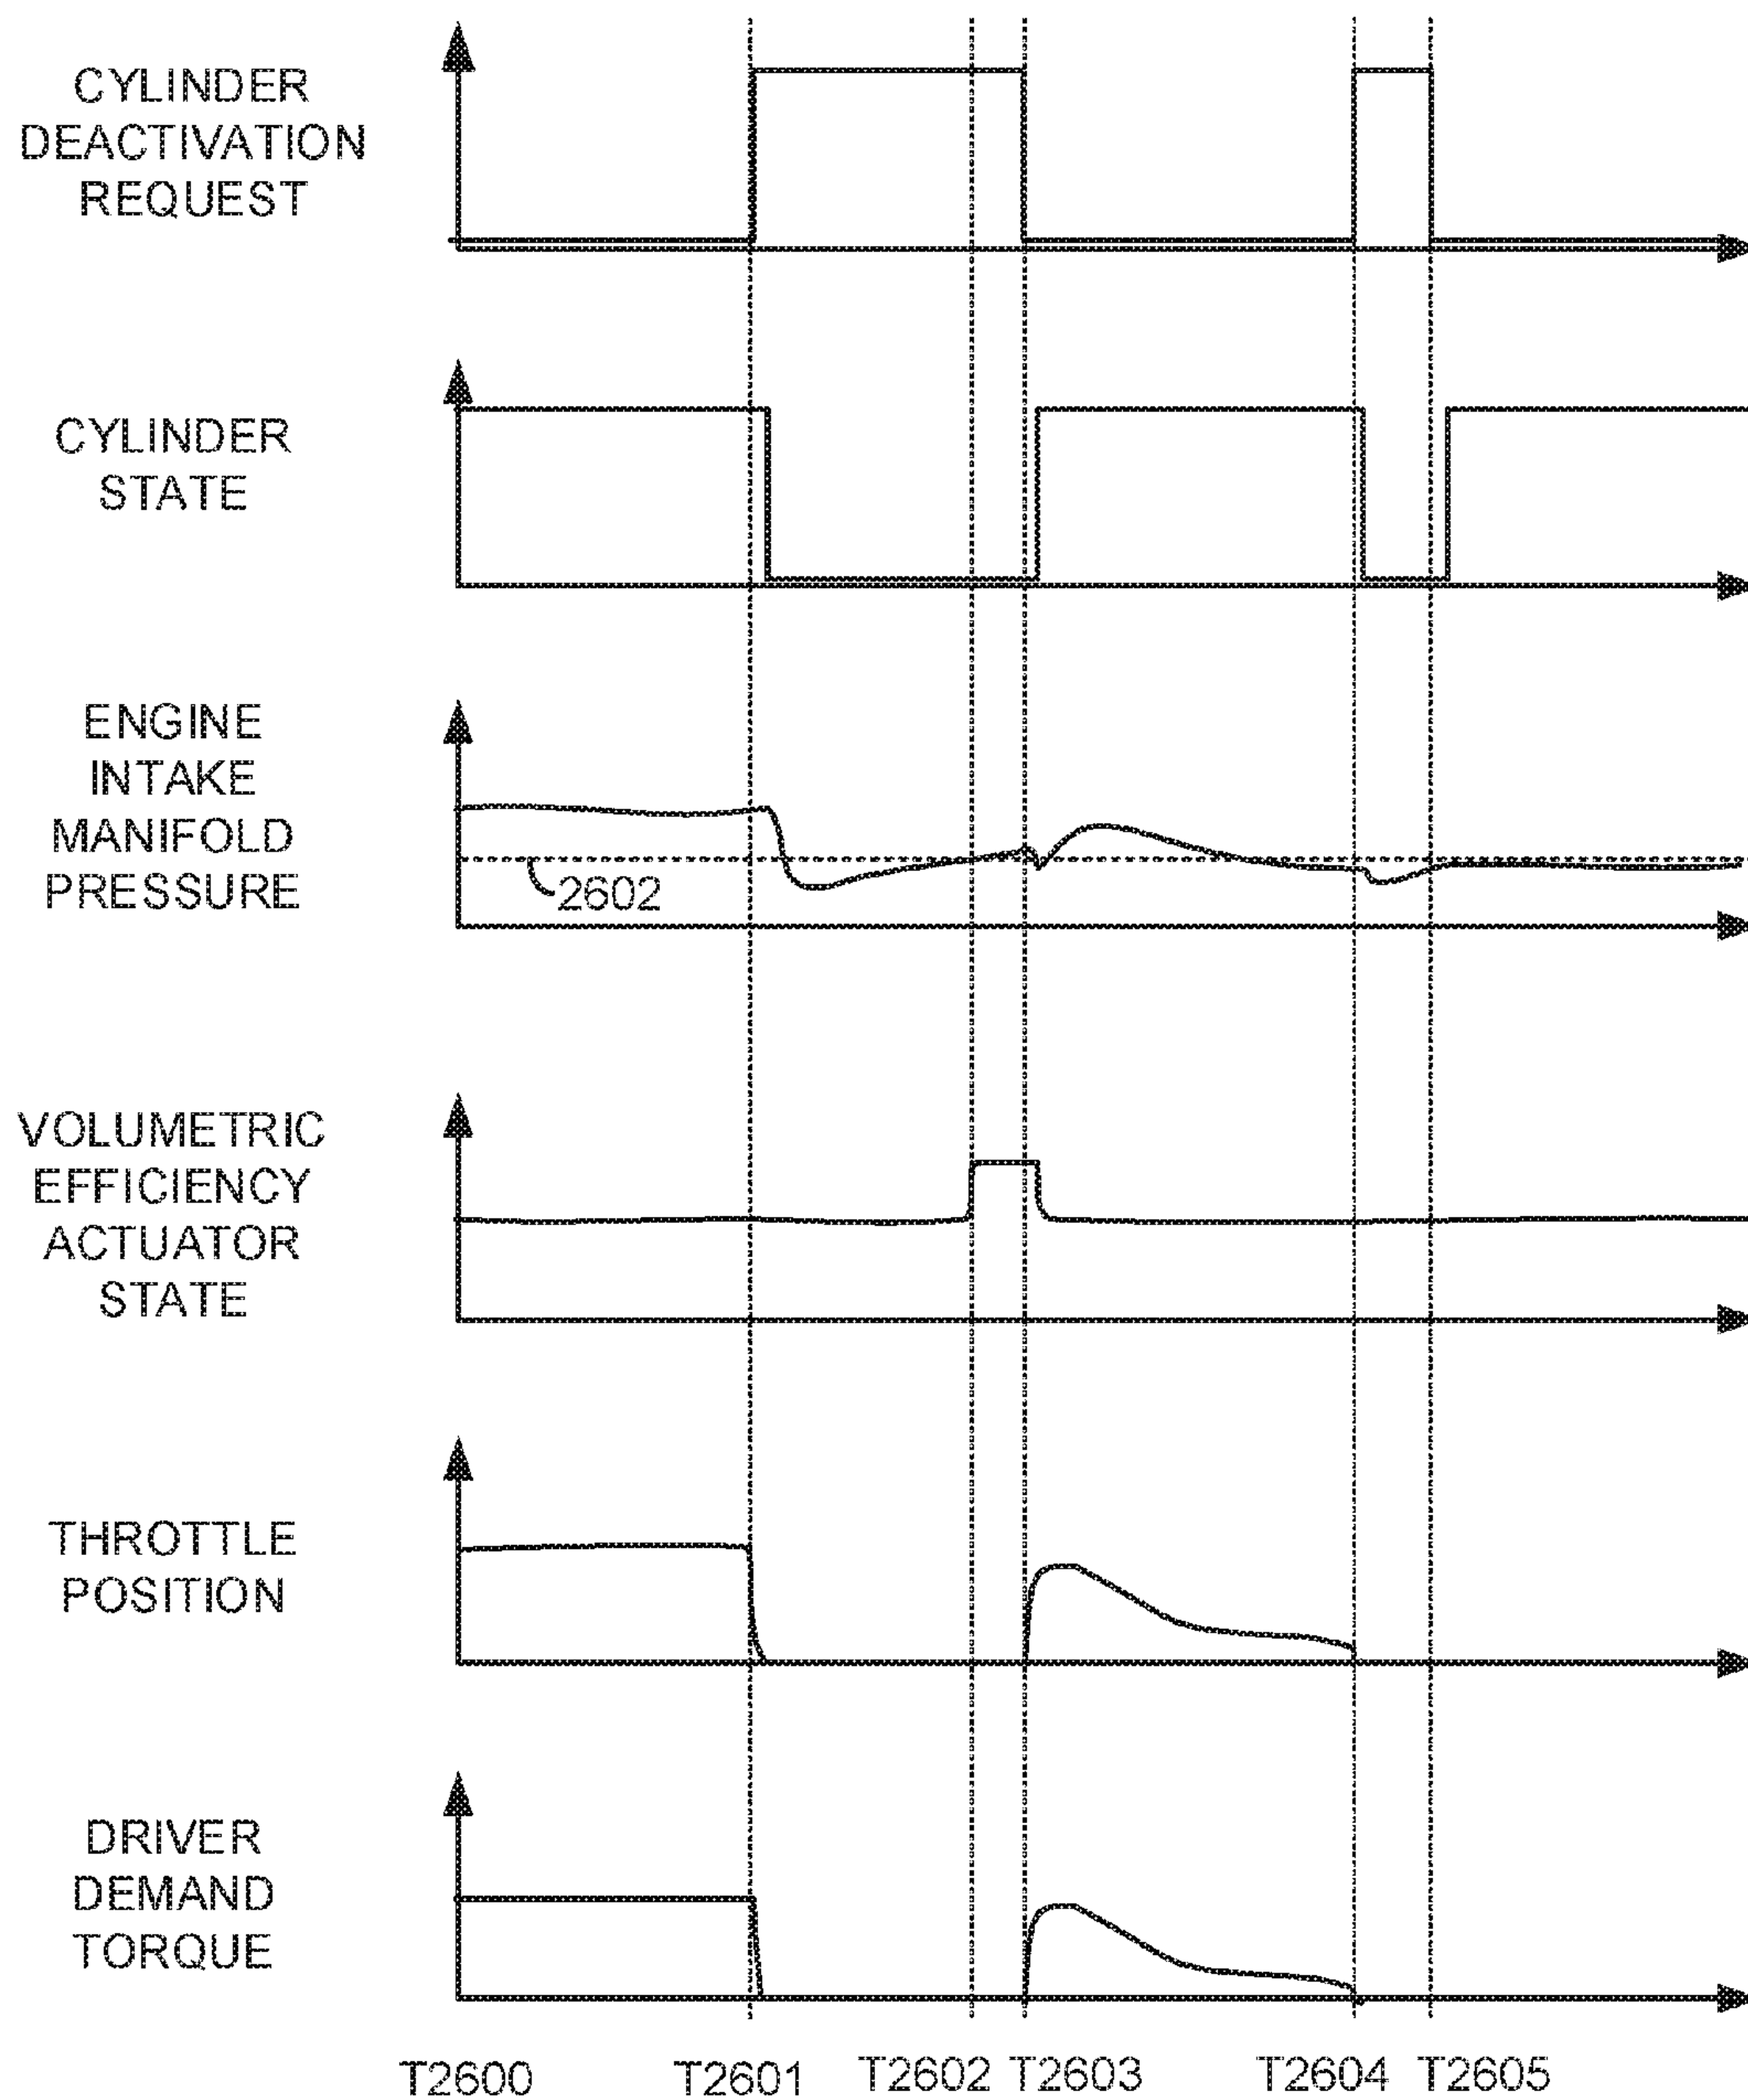 CYLINDER
DEACTIVATION
REQUEST
CYLINDER
STATE
ENGINE
INTAKE
MANIFOLD
PRESSURE
2602
VOLUMETRIC
EFFICIENCY
ACTUATOR
STATE
THROTTLE
POSITION
DRIVER
DEMAND
TORQUE
T2600 T2601 T2602 T2603 T2604 T2605